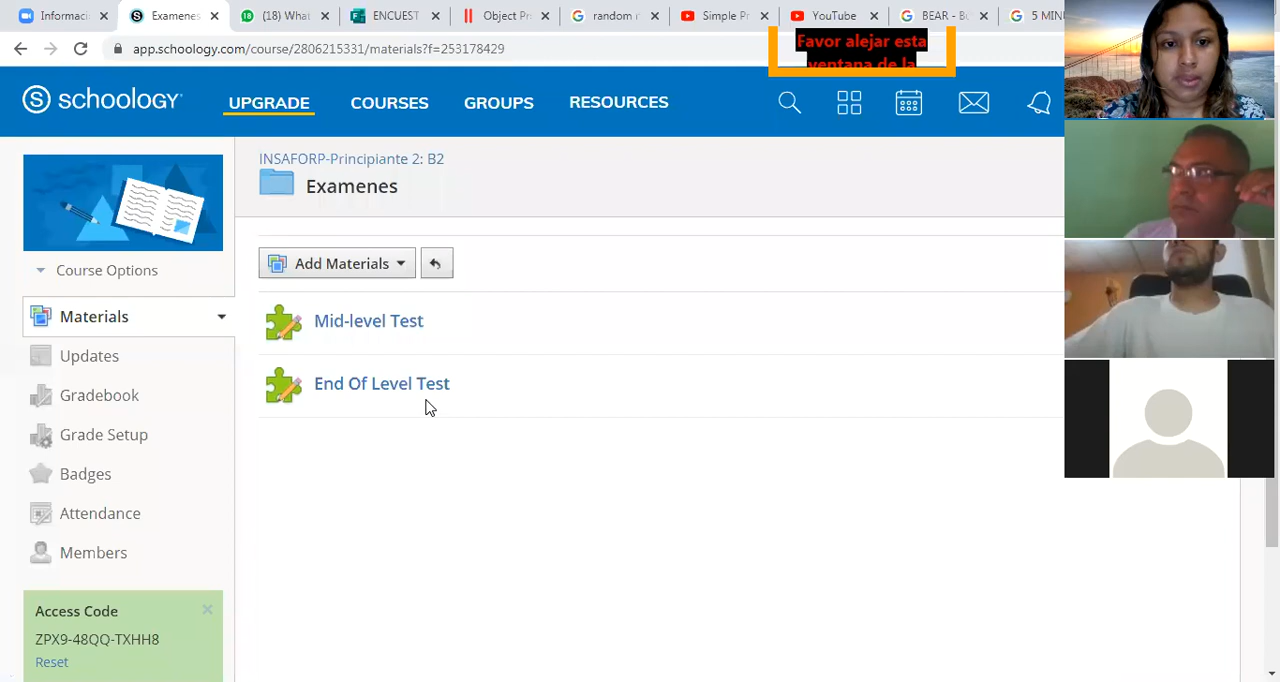 Informaci
Examenes
(18) What
ENCUEST
Object Pr
random
Simple P
YouTube
BEAR - B
5 MIN
app.schoology.com/course/2806215331/materials?f=253178429
Favor alejar esta
ventana de la
schoology
UPGRADE
COURSES
GROUPS
RESOURCES
INSAFORP-Principiante 2: B2
Examenes
Course Options
Add Materials
Materials
Mid-level Test
Updates
End Of Level Test
Gradebook
Grade Setup
Badges
Attendance
Members
Access Code
ZPX9-48QQ-TXHH8
Reset